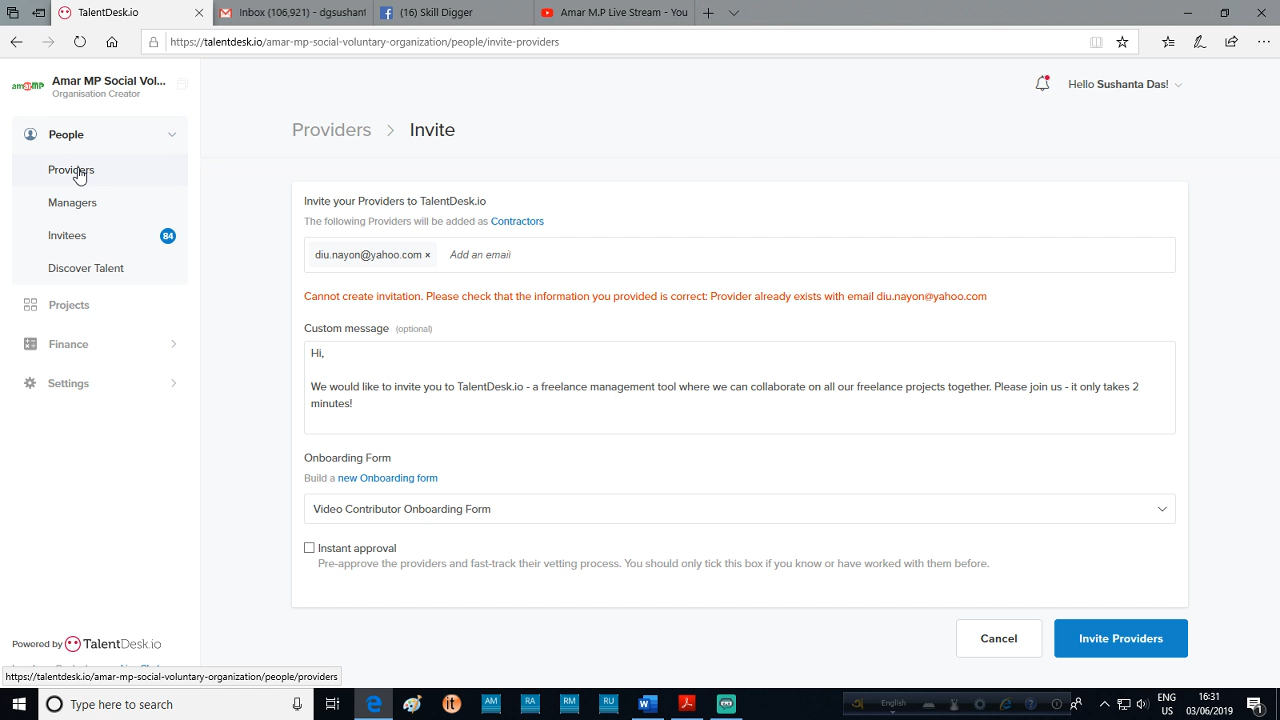 TalentDesk.io
Inbox (106,921) - dgsushan
(16) Skill Digger
Amar M.P Live Stream - You
https://talentdesk.io/amar-mp-social-voluntary-organization/people/invite-providers
amarMP
Amar MP Social Vol...
Organisation Creator
Hello Sushanta Das!
People
Providers > Invite
Providers
Managers
Invitees 84
Discover Talent
Projects
Finance
Settings
Invite your Providers to TalentDesk.io
The following Providers will be added as Contractors
diu.nayon@yahoo.com × Add an email
Cannot create invitation. Please check that the information you provided is correct: Provider already exists with email diu.nayon@yahoo.com
Custom message (optional)
Hi,
We would like to invite you to TalentDesk.io - a freelance management tool where we can collaborate on all our freelance projects together. Please join us - it only takes 2
minutes!
Onboarding Form
Build a new Onboarding form
Video Contributor Onboarding Form
Instant approval
Pre-approve the providers and fast-track their vetting process. You should only tick this box if you know or have worked with them before.
Cancel
Invite Providers
Powered by TalentDesk.io
https://talentdesk.io/amar-mp-social-voluntary-organization/people/providers
Type here to search
AM
RA
RM
RU
English
ENG
US
16:31
03/06/2019
1